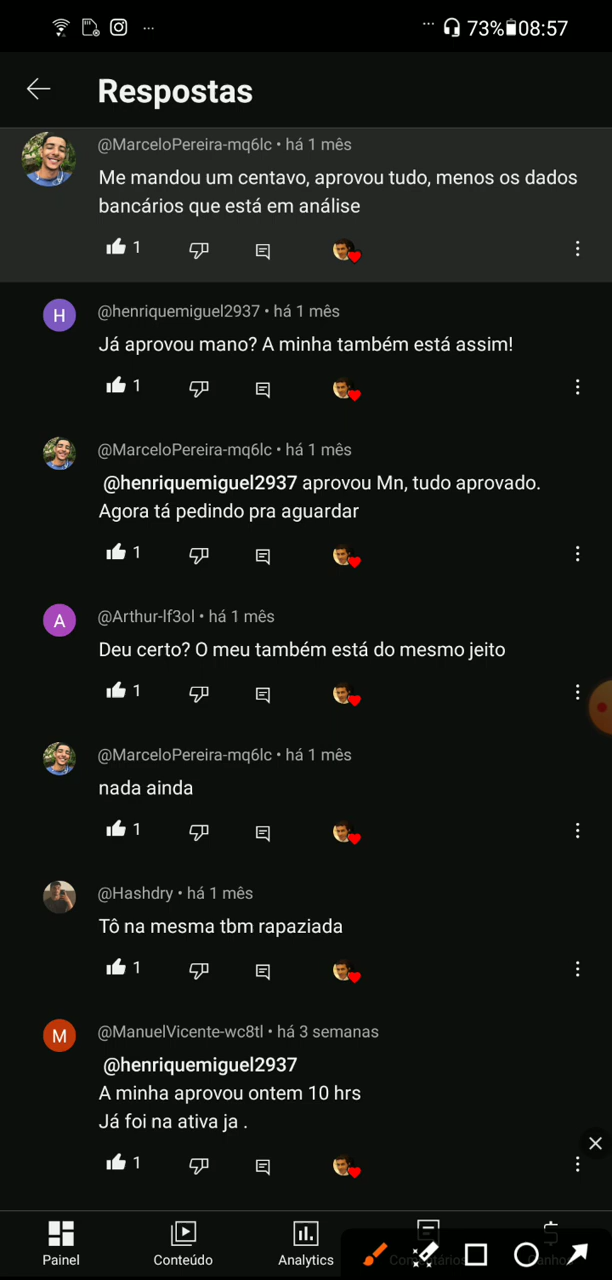 73% 08:57
Respostas
@MarceloPereira-mq6lc • há 1 mês
Me mandou um centavo, aprovou tudo, menos os dados
bancários que está em análise
1
@henriquemiguel2937 • há 1 mês
H
Já aprovou mano? A minha também está assim!
1
@MarceloPereira-mq6lc • há 1 mês
@henriquemiguel2937 aprovou Mn, tudo aprovado.
Agora tá pedindo pra aguardar
1
@Arthur-lf3ol • há 1 mês
A
Deu certo? O meu também está do mesmo jeito
1
@MarceloPereira-mq6lc • há 1 mês
nada ainda
1
@Hashdry • há 1 mês
Tô na mesma tbm rapaziada
1
@ManuelVicente-wc8tl • há 3 semanas
M
@henriquemiguel2937
A minha aprovou ontem 10 hrs
Já foi na ativa ja .
1
Painel
Conteúdo
Analytics